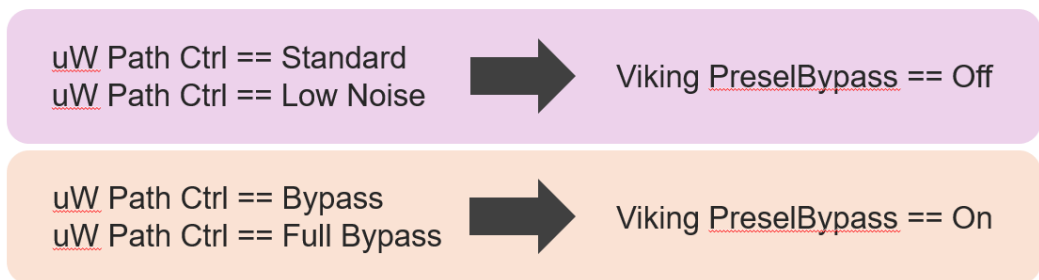 uW Path Ctrl == Standard
uW Path Ctrl == Low Noise
Viking PreselBypass == Off
uW Path Ctrl == Bypass
uW Path Ctrl == Full Bypass
Viking PreselBypass == On